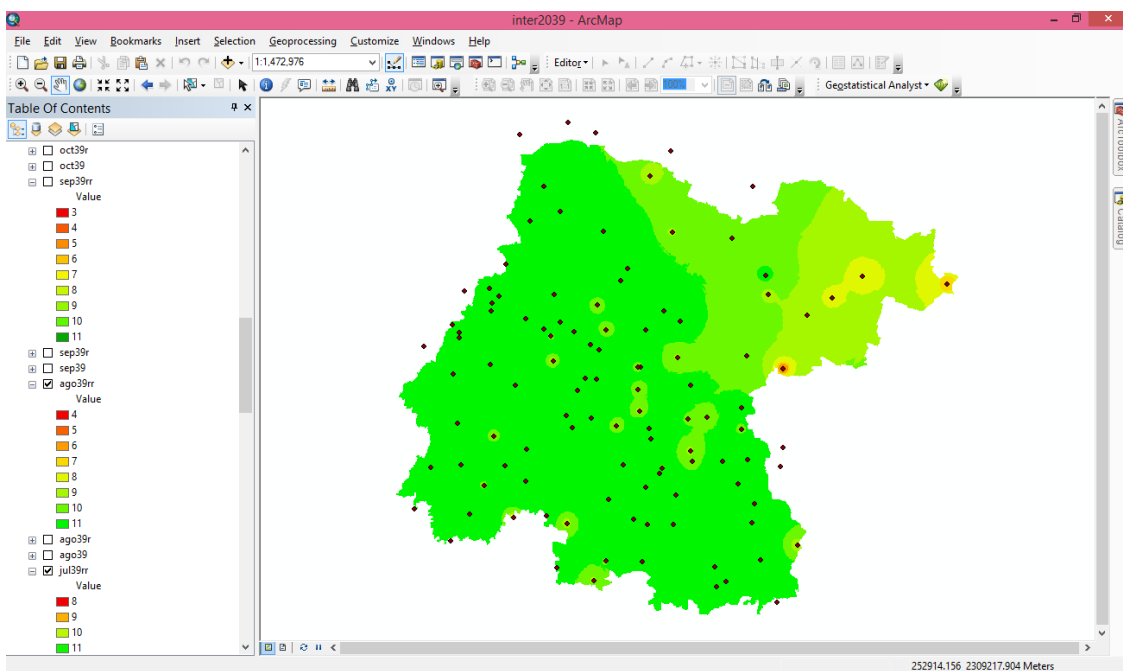 inter2039 - ArcMap
File Edit View Bookmarks Insert Selection Geoprocessing Customize Windows Help
1:1,472,976 Editor
100% Geostatistical Analyst
Table Of Contents
oct39r
oct39
sep39rr
Value
3
4
5
6
7
8
9
10
11
sep39r
sep39
ago39rr
Value
4
5
6
7
8
9
10
11
ago39r
ago39
jul39rr
Value
8
9
10
11
ArcToolbox
Catalog
252914.156 2309217.904 Meters